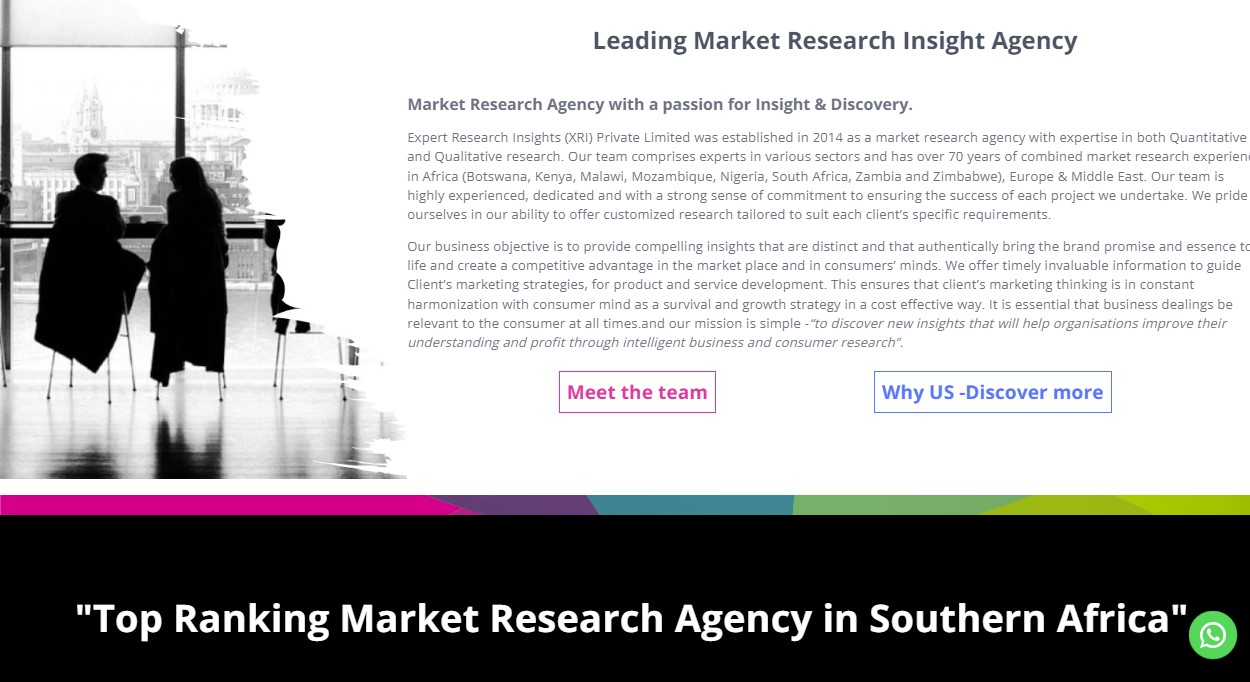 Leading Market Research Insight Agency
Market Research Agency with a passion for Insight & Discovery.
Expert Research Insights (XRI) Private Limited was established in 2014 as a market research agency with expertise in both Quantitative
and Qualitative research. Our team comprises experts in various sectors and has over 70 years of combined market research experienc
in Africa (Botswana, Kenya, Malawi, Mozambique, Nigeria, South Africa, Zambia and Zimbabwe), Europe & Middle East. Our team is
highly experienced, dedicated and with a strong sense of commitment to ensuring the success of each project we undertake. We pride
ourselves in our ability to offer customized research tailored to suit each client’s specific requirements.
Our business objective is to provide compelling insights that are distinct and that authentically bring the brand promise and essence to
life and create a competitive advantage in the market place and in consumers’ minds. We offer timely invaluable information to guide
Client’s marketing strategies, for product and service development. This ensures that client’s marketing thinking is in constant
harmonization with consumer mind as a survival and growth strategy in a cost effective way. It is essential that business dealings be
relevant to the consumer at all times.and our mission is simple -“to discover new insights that will help organisations improve their
understanding and profit through intelligent business and consumer research”.
Meet the team
Why US -Discover more
"Top Ranking Market Research Agency in Southern Africa"